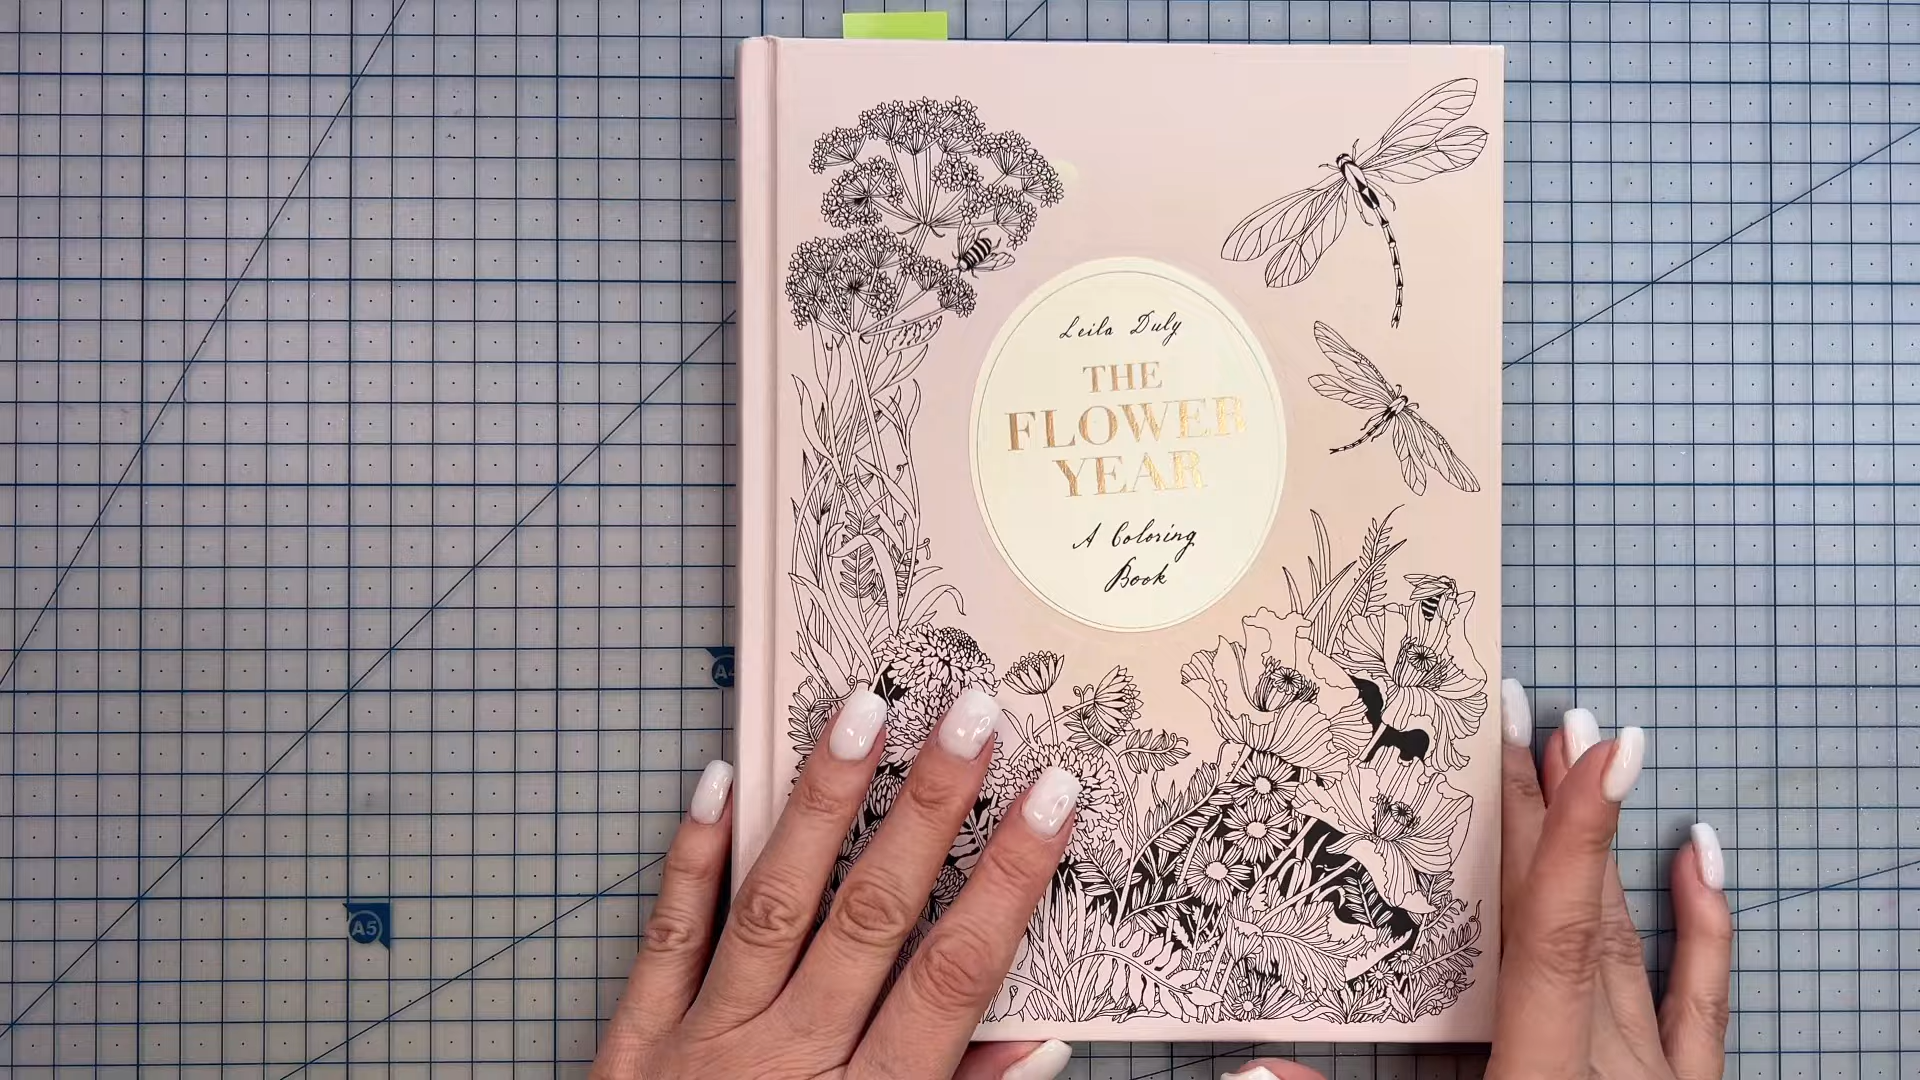 Leila Duly
THE
FLOWER
YEAR
A Coloring
Book
A4
A5